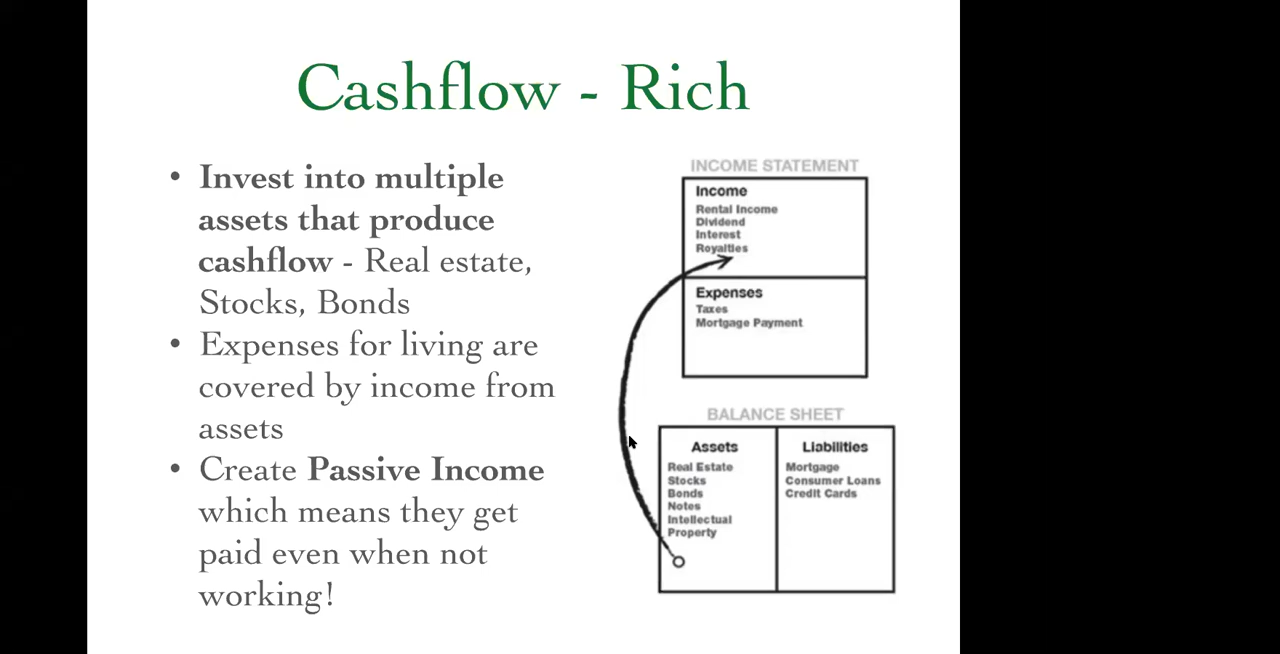 Cashflow - Rich
• Invest into multiple
assets that produce
cashflow - Real estate,
Stocks, Bonds
• Expenses for living are
covered by income from
assets
• Create Passive Income
which means they get
paid even when not
working!
INCOME STATEMENT
Income
Rental Income
Dividend
Interest
Royalties
Expenses
Taxes
Mortgage Payment
BALANCE SHEET
Assets
Real Estate
Stocks
Bonds
Notes
Intellectual
Property
Liabilities
Mortgage
Consumer Loans
Credit Cards